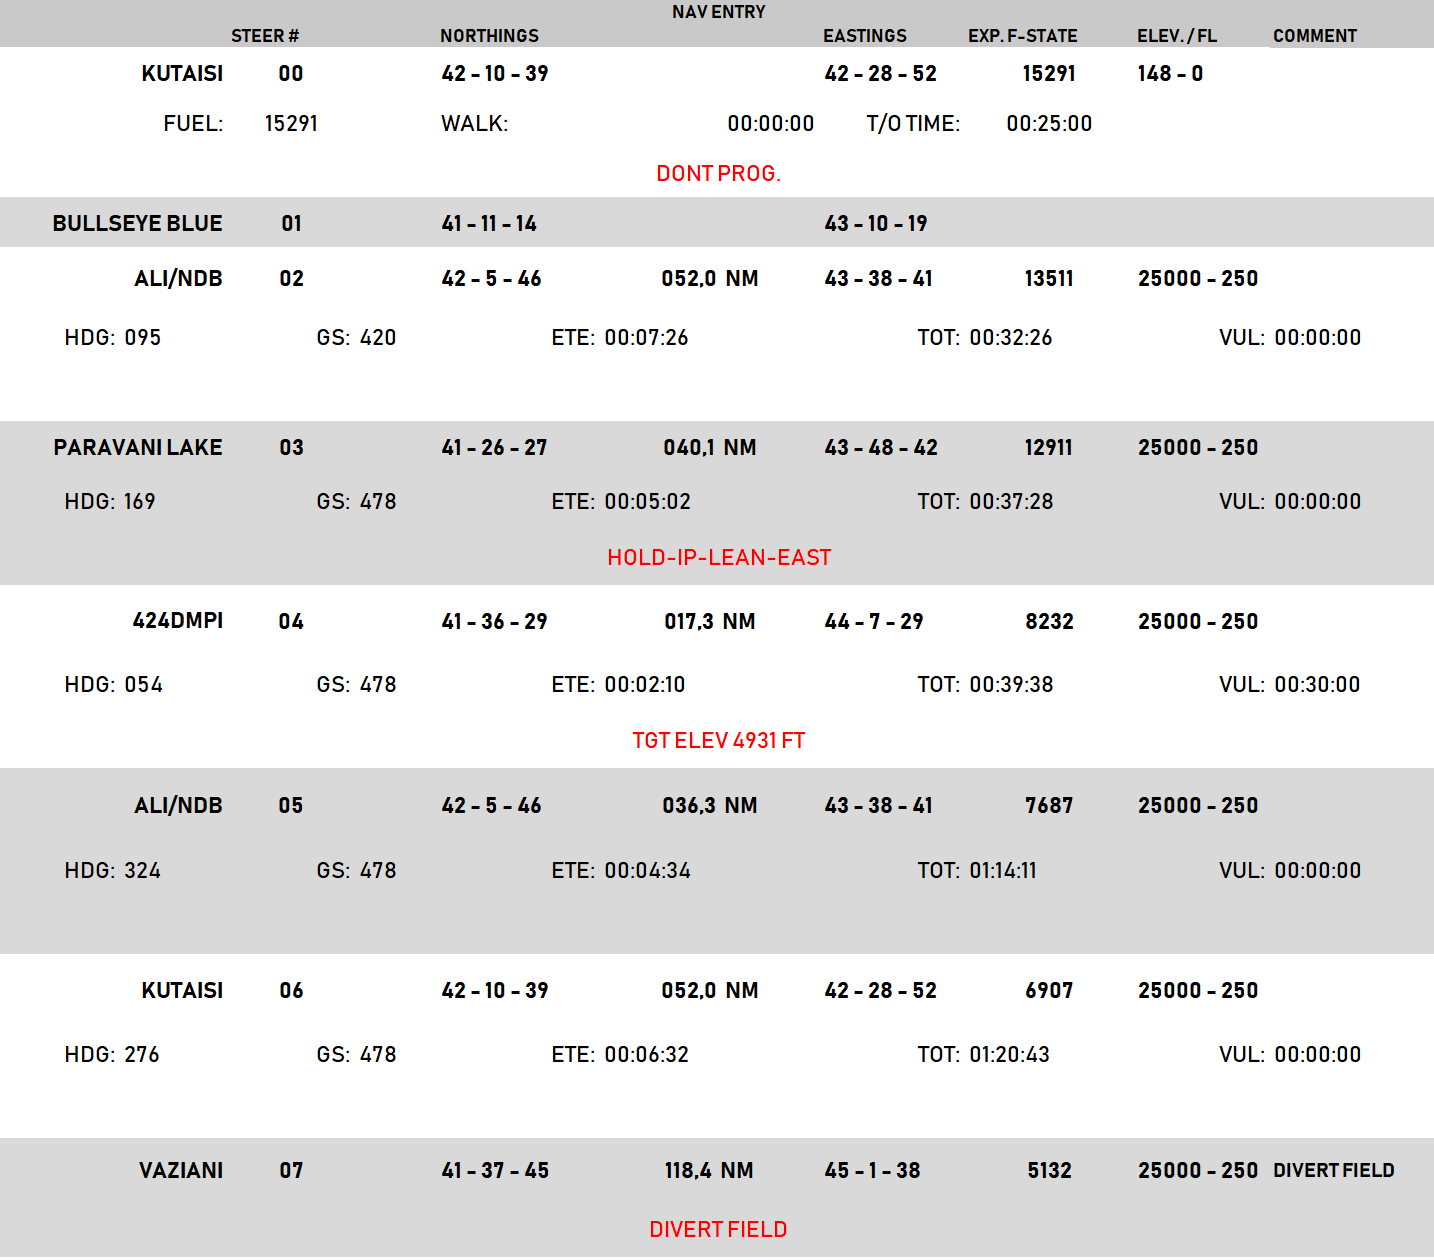 NAV ENTRY
STEER # NORTHINGS EASTINGS EXP. F-STATE ELEV. / FL COMMENT
KUTAISI 00 42 - 10 - 39 42 - 28 - 52 15291 148 - 0
FUEL: 15291 WALK: 00:00:00 T/O TIME: 00:25:00
DONT PROG.
BULLSEYE BLUE 01 41 - 11 - 14 43 - 10 - 19
ALI/NDB 02 42 - 5 - 46 052,0 NM 43 - 38 - 41 13511 25000 - 250
HDG: 095 GS: 420 ETE: 00:07:26 TOT: 00:32:26 VUL: 00:00:00
PARAVANI LAKE 03 41 - 26 - 27 040,1 NM 43 - 48 - 42 12911 25000 - 250
HDG: 169 GS: 478 ETE: 00:05:02 TOT: 00:37:28 VUL: 00:00:00
HOLD-IP-LEAN-EAST
424DMPI 04 41 - 36 - 29 017,3 NM 44 - 7 - 29 8232 25000 - 250
HDG: 054 GS: 478 ETE: 00:02:10 TOT: 00:39:38 VUL: 00:30:00
TGT ELEV 4931 FT
ALI/NDB 05 42 - 5 - 46 036,3 NM 43 - 38 - 41 7687 25000 - 250
HDG: 324 GS: 478 ETE: 00:04:34 TOT: 01:14:11 VUL: 00:00:00
KUTAISI 06 42 - 10 - 39 052,0 NM 42 - 28 - 52 6907 25000 - 250
HDG: 276 GS: 478 ETE: 00:06:32 TOT: 01:20:43 VUL: 00:00:00
VAZIANI 07 41 - 37 - 45 118,4 NM 45 - 1 - 38 5132 25000 - 250 DIVERT FIELD
DIVERT FIELD